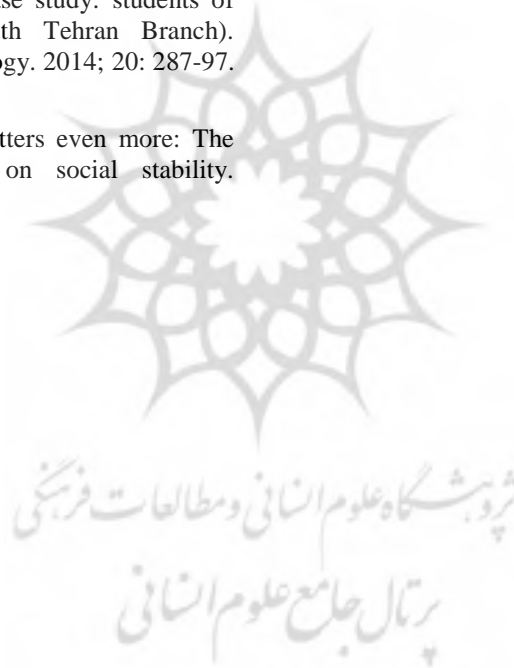 ase study: students of
th Tehran Branch).
ogy. 2014; 20: 287-97.
tters even more: The
on social stability.
پژوهشگاه علوم انسانی و مطالعات فرهنگی
پرتال جامع علوم انسانی